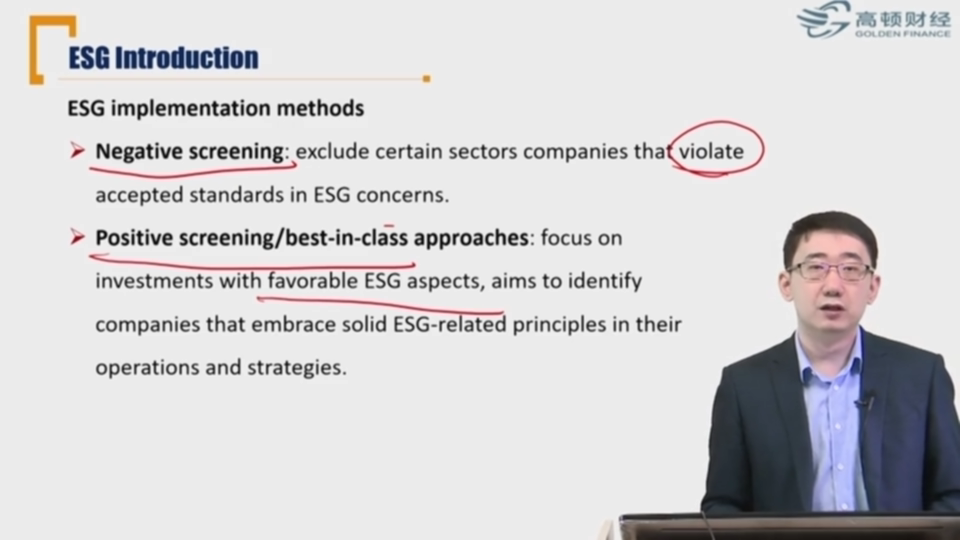 高顿财经
GOLDEN FINANCE
ESG Introduction
ESG implementation methods
Negative screening: exclude certain sectors companies that violate
accepted standards in ESG concerns.
Positive screening/best-in-class approaches: focus on
investments with favorable ESG aspects, aims to identify
companies that embrace solid ESG-related principles in their
operations and strategies.